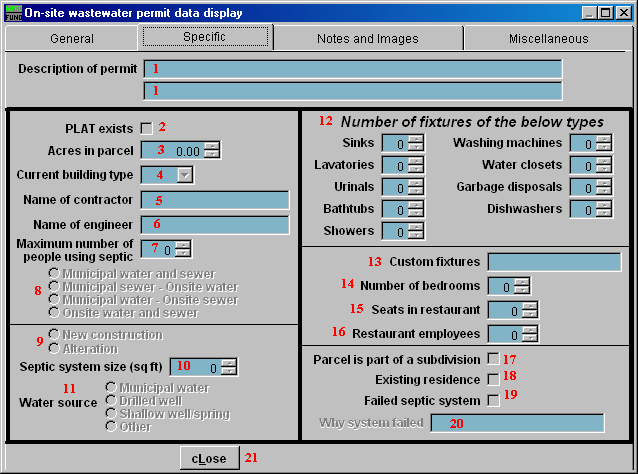 MENU
FUNC
On-site wastewater permit data display
General Specific Notes and Images Miscellaneous
Description of permit 1
1
PLAT exists 2
Acres in parcel 3 0.00
Current building type 4
Name of contractor 5
Name of engineer 6
Maximum number of people using septic 7 0
8
Municipal water and sewer
Municipal sewer - Onsite water
Municipal water - Onsite sewer
Onsite water and sewer
9
New construction
Alteration
Septic system size (sq ft) 10 0
11
Water source
Municipal water
Drilled well
Shallow well/spring
Other
12 Number of fixtures of the below types
Sinks 0 Washing machines 0
Lavatories 0 Water closets 0
Urinals 0 Garbage disposals 0
Bathtubs 0 Dishwashers 0
Showers 0
13 Custom fixtures
14 Number of bedrooms 0
15 Seats in restaurant 0
16 Restaurant employees 0
Parcel is part of a subdivision 17
Existing residence 18
Failed septic system 19
Why system failed 20
cLose 21